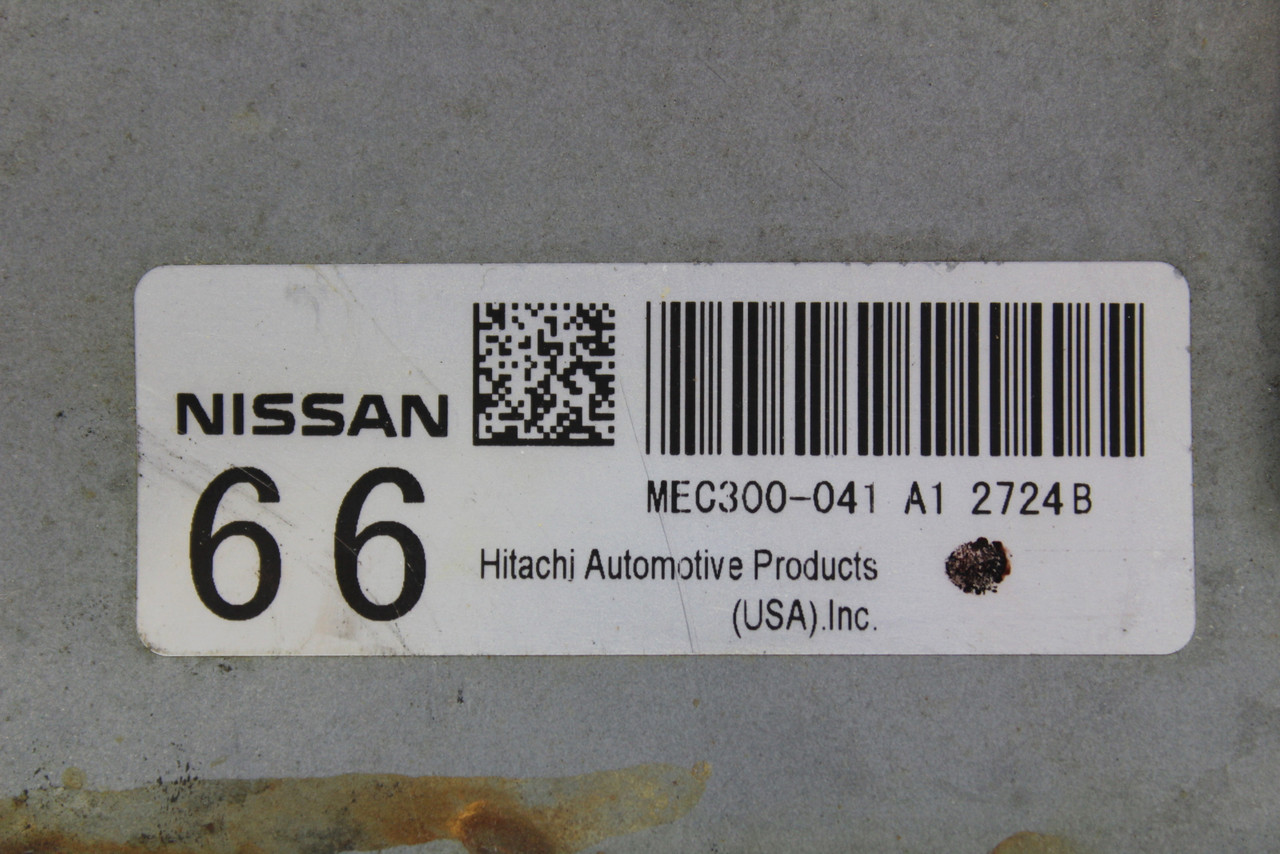 NISSAN
66
MEC300-041 A1 2724B
Hitachi Automotive Products
(USA).Inc.